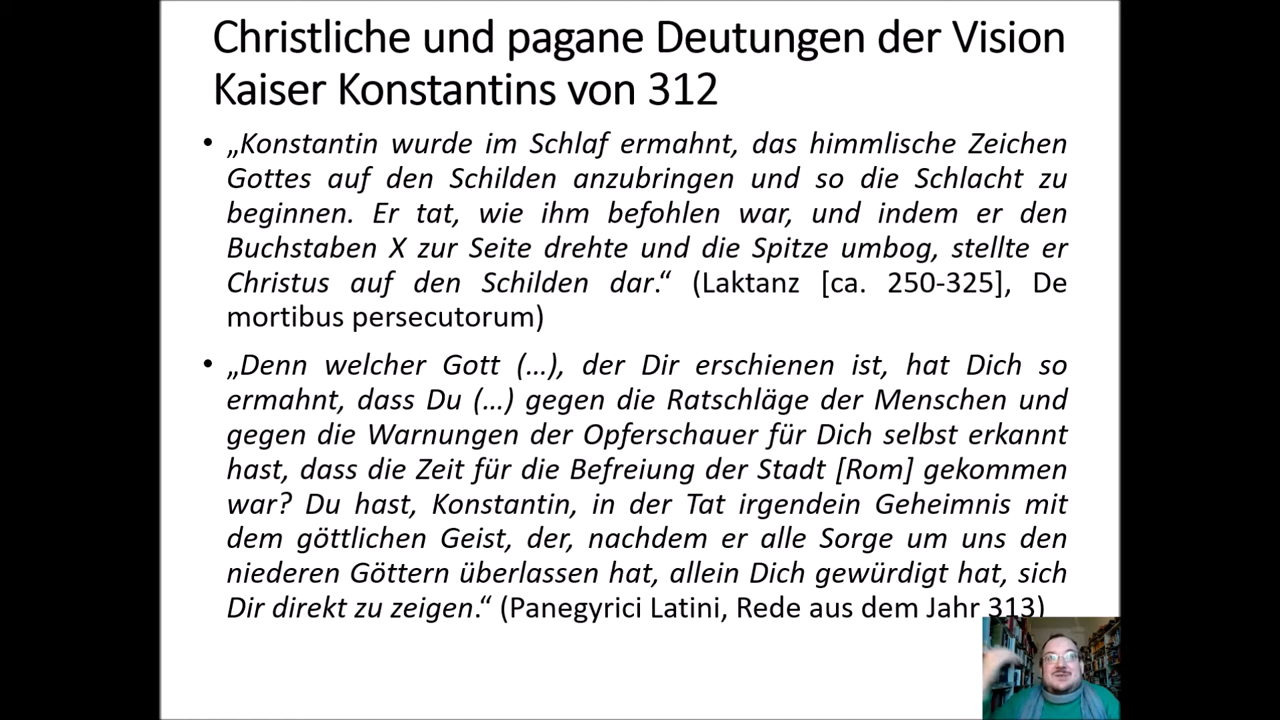 Christliche und pagane Deutungen der Vision
Kaiser Konstantins von 312
• „Konstantin wurde im Schlaf ermahnt, das himmlische Zeichen
Gottes auf den Schilden anzubringen und so die Schlacht zu
beginnen. Er tat, wie ihm befohlen war, und indem er den
Buchstaben X zur Seite drehte und die Spitze umbog, stellte er
Christus auf den Schilden dar.“ (Laktanz [ca. 250-325], De
mortibus persecutorum)
• „Denn welcher Gott (…), der Dir erschienen ist, hat Dich so
ermahnt, dass Du (…) gegen die Ratschläge der Menschen und
gegen die Warnungen der Opferschauer für Dich selbst erkannt
hast, dass die Zeit für die Befreiung der Stadt [Rom] gekommen
war? Du hast, Konstantin, in der Tat irgendein Geheimnis mit
dem göttlichen Geist, der, nachdem er alle Sorge um uns den
niederen Göttern überlassen hat, allein Dich gewürdigt hat, sich
Dir direkt zu zeigen.“ (Panegyrici Latini, Rede aus dem Jahr 313)